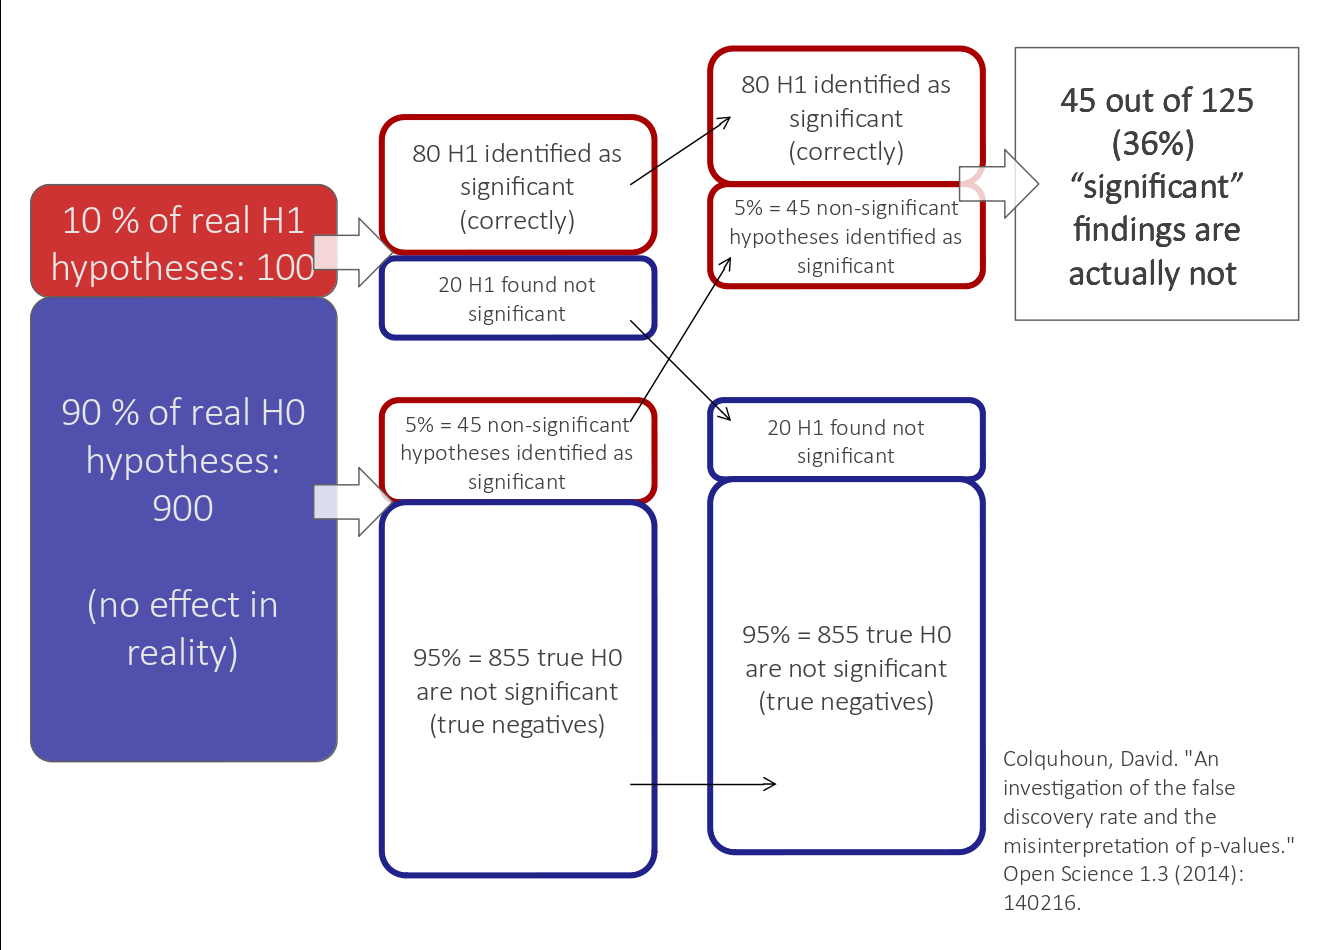 10 % of real H1
hypotheses: 100
90 % of real H0
hypotheses:
900
(no effect in
reality)
80 H1 identified as
significant
(correctly)
20 H1 found not
significant
5% = 45 non-significant
hypotheses identified as
significant
95% = 855 true H0
are not significant
(true negatives)
80 H1 identified as
significant
(correctly)
5% = 45 non-significant
hypotheses identified as
significant
20 H1 found not
significant
95% = 855 true H0
are not significant
(true negatives)
45 out of 125
(36%)
“significant”
findings are
actually not
Colquhoun, David. "An
investigation of the false
discovery rate and the
misinterpretation of p-values."
Open Science 1.3 (2014):
140216.